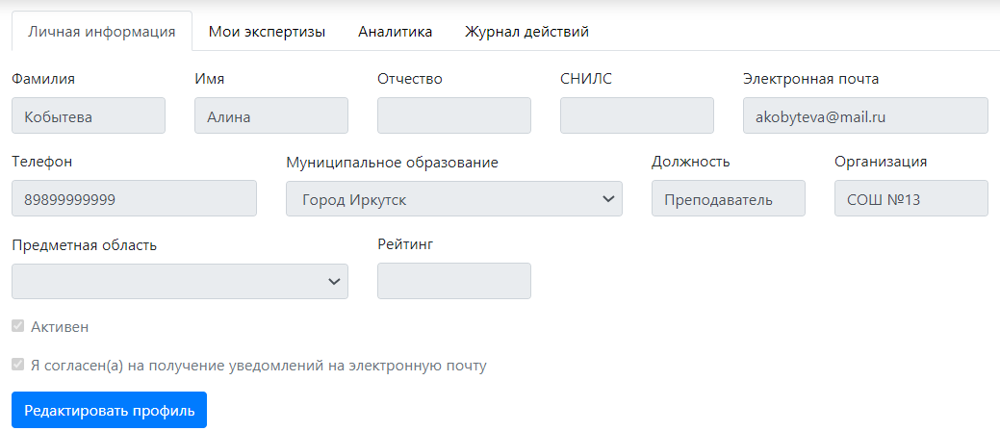 Личная информация Мои экспертизы Аналитика Журнал действий
Фамилия Имя Отчество СНИЛС Электронная почта
Кобытева Алина akobyteva@mail.ru
Телефон Муниципальное образование Должность Организация
89899999999 Город Иркутск Преподаватель СОШ №13
Предметная область Рейтинг
Активен
Я согласен(а) на получение уведомлений на электронную почту
Редактировать профиль